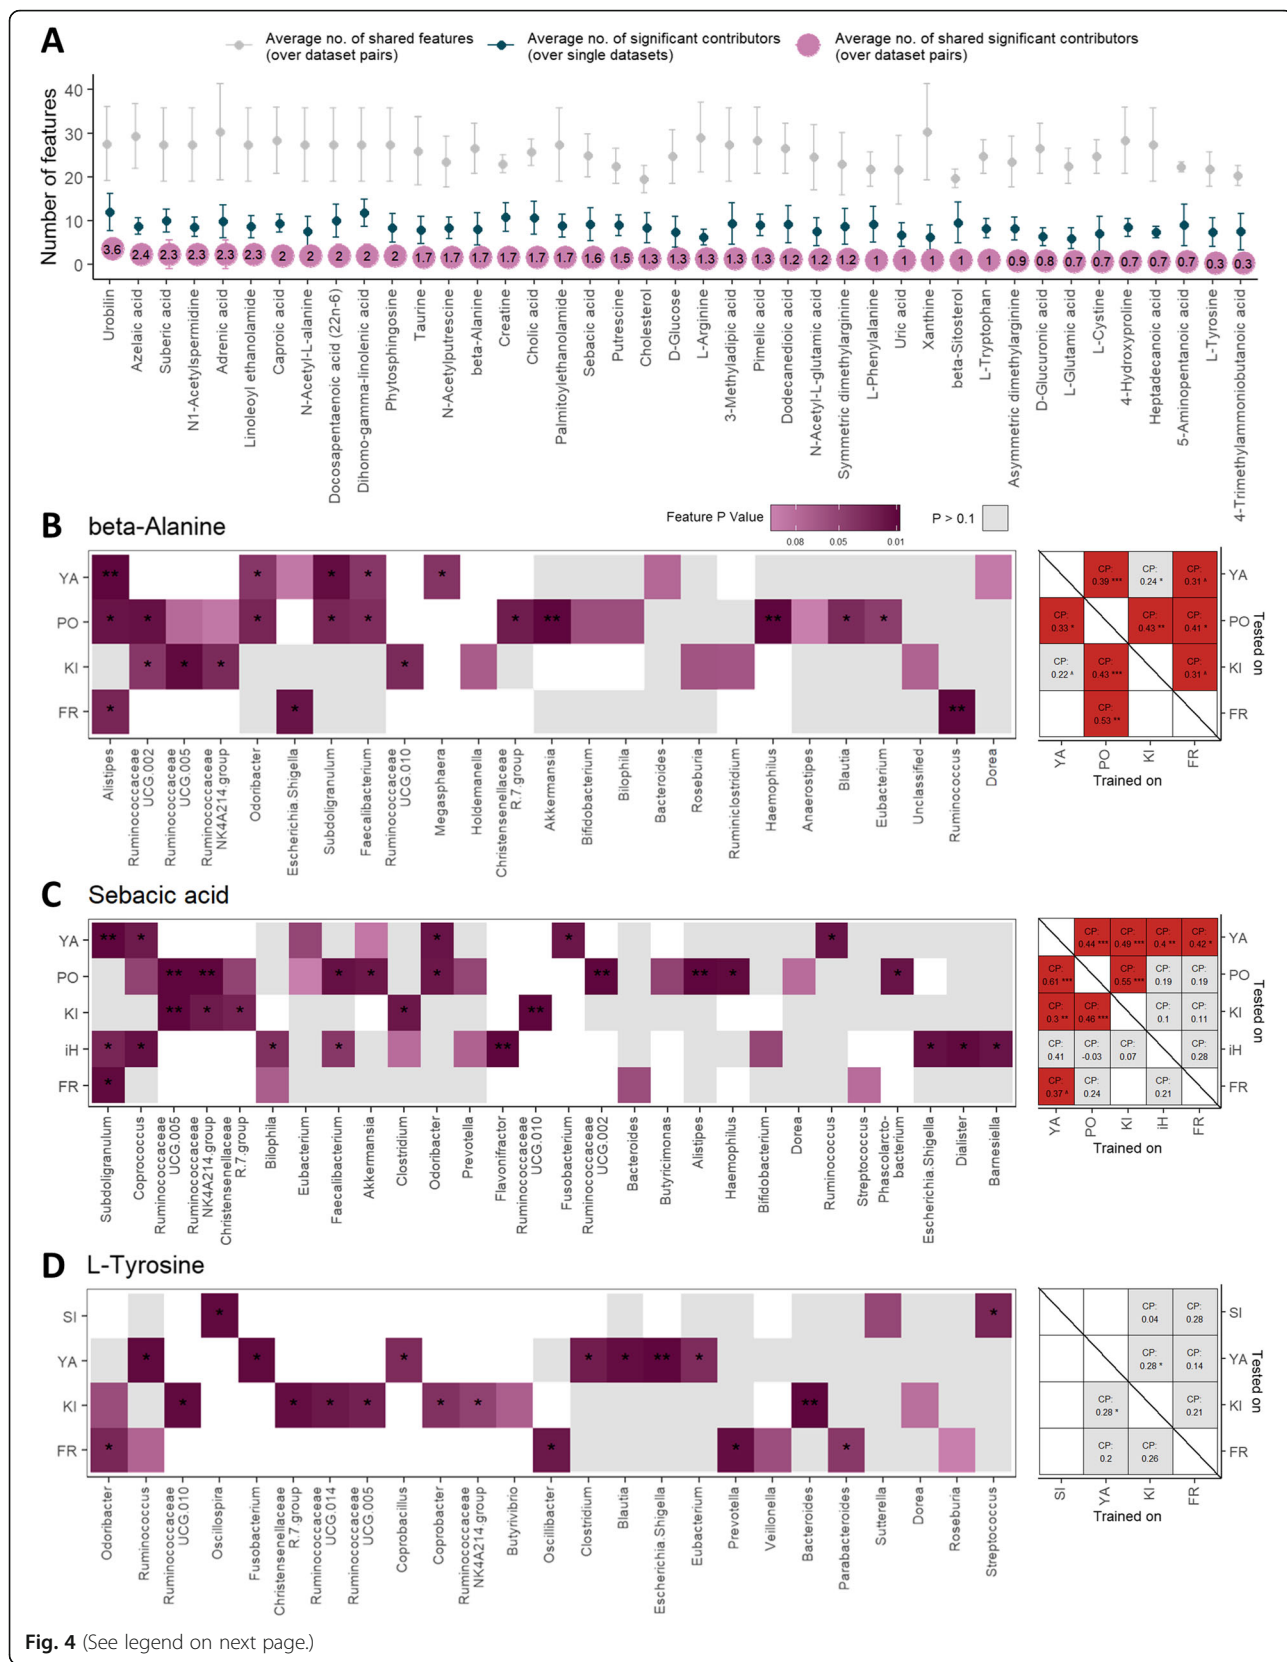 A
Average no. of shared features
(over dataset pairs)
Average no. of significant contributors
(over single datasets)
Average no. of shared significant contributors
(over dataset pairs)
Number of features
40
30
20
10
0
3.6 2.4 2.3 2.3 2.3 2.3 2 2 2 2 2 1.7 1.7 1.7 1.7 1.7 1.7 1.6 1.5 1.3 1.3 1.3 1.3 1.3 1.2 1.2 1.2 1 1 1 1 1 0.9 0.8 0.7 0.7 0.7 0.7 0.7 0.3 0.3
Urobilin
Azelaic acid
Suberic acid
N1-Acetylspermidine
Adrenic acid
Linoleoyl ethanolamide
Caproic acid
N-Acetyl-L-alanine
Docosapentaenoic acid (22n-6)
Dihomo-gamma-linolenic acid
Phytosphingosine
Taurine
N-Acetylputrescine
beta-Alanine
Creatine
Cholic acid
Palmitoylethanolamide
Sebacic acid
Putrescine
Cholesterol
D-Glucose
L-Arginine
3-Methyladipic acid
Pimelic acid
Dodecanedioic acid
N-Acetyl-L-glutamic acid
Symmetric dimethylarginine
L-Phenylalanine
Uric acid
Xanthine
beta-Sitosterol
L-Tryptophan
Asymmetric dimethylarginine
D-Glucuronic acid
L-Glutamic acid
L-Cystine
4-Hydroxyproline
Heptadecanoic acid
5-Aminopentanoic acid
L-Tyrosine
4-Trimethylammoniobutanoic acid
B beta-Alanine
Feature P Value
0.08 0.05 0.01
P > 0.1
YA ** * ** * *
PO * * * * * * ** ** * *
KI * * * *
FR * * **
Alistipes
Ruminococcaceae
UCG.002
Ruminococcaceae
UCG.005
Ruminococcaceae
NK4A214.group
Odoribacter
Escherichia.Shigella
Subdoligranulum
Faecalibacterium
Ruminococcaceae
UCG.010
Megasphaera
Holdemanella
Christensenellaceae
R.7.group
Akkermansia
Bifidobacterium
Bilophila
Bacteroides
Roseburia
Ruminiclostridium
Haemophilus
Anaerostipes
Blautia
Eubacterium
Unclassified
Ruminococcus
Dorea
CP: CP: CP:
0.39 *** 0.24 * 0.31 *
CP: CP: CP:
0.33 * 0.43 ** 0.41 *
CP: CP: CP:
0.22 * 0.43 *** 0.31 *
CP:
0.53 **
YA
PO
KI
FR
Tested on
YA
PO
KI
FR
Trained on
C Sebacic acid
YA ** * * * *
PO ** ** * * * ** ** * *
KI ** * * * **
iH * * * * ** * * *
FR *
Subdoligranulum
Coprococcus
Ruminococcaceae
UCG.005
Ruminococcaceae
NK4A214.group
Christensenellaceae
R.7.group
Bilophila
Eubacterium
Faecalibacterium
Akkermansia
Clostridium
Odoribacter
Prevotella
Flavonifractor
Ruminococcaceae
UCG.010
Fusobacterium
Ruminococcaceae
UCG.002
Bacteroides
Butyricimonas
Alistipes
Haemophilus
Bifidobacterium
Dorea
Ruminococcus
Streptococcus
Phascolarcto-
bacterium
Escherichia.Shigella
Dialister
Barnesiella
CP: CP: CP: CP:
0.44 *** 0.49 *** 0.4 ** 0.42 *
CP: CP: CP: CP:
0.61 *** 0.55 *** 0.19 0.19
CP: CP: CP: CP:
0.3 ** 0.46 *** 0.1 0.11
CP: CP: CP: CP:
0.41 -0.03 0.07 0.28
CP: CP: CP:
0.37 * 0.24 0.21
YA
PO
KI
iH
FR
Tested on
YA
PO
KI
iH
FR
Trained on
D L-Tyrosine
SI * *
YA * * * * * ** *
KI * * * * * * **
FR * * * *
Odoribacter
Ruminococcus
Ruminococcaceae
UCG.010
Oscillospira
Fusobacterium
Christensenellaceae
R.7.group
Ruminococcaceae
UCG.014
Ruminococcaceae
UCG.005
Coprobacillus
Coprobacter
Ruminococcaceae
NK4A214.group
Butyrivibrio
Oscillibacter
Clostridium
Blautia
Escherichia.Shigella
Eubacterium
Prevotella
Veillonella
Bacteroides
Parabacteroides
Sutterella
Dorea
Roseburia
Streptococcus
CP: CP:
0.04 0.28
CP: CP:
0.28 * 0.14
CP: CP:
0.28 * 0.21
CP: CP:
0.2 0.26
SI
YA
KI
FR
Tested on
SI
YA
KI
FR
Trained on
Fig. 4 (See legend on next page.)